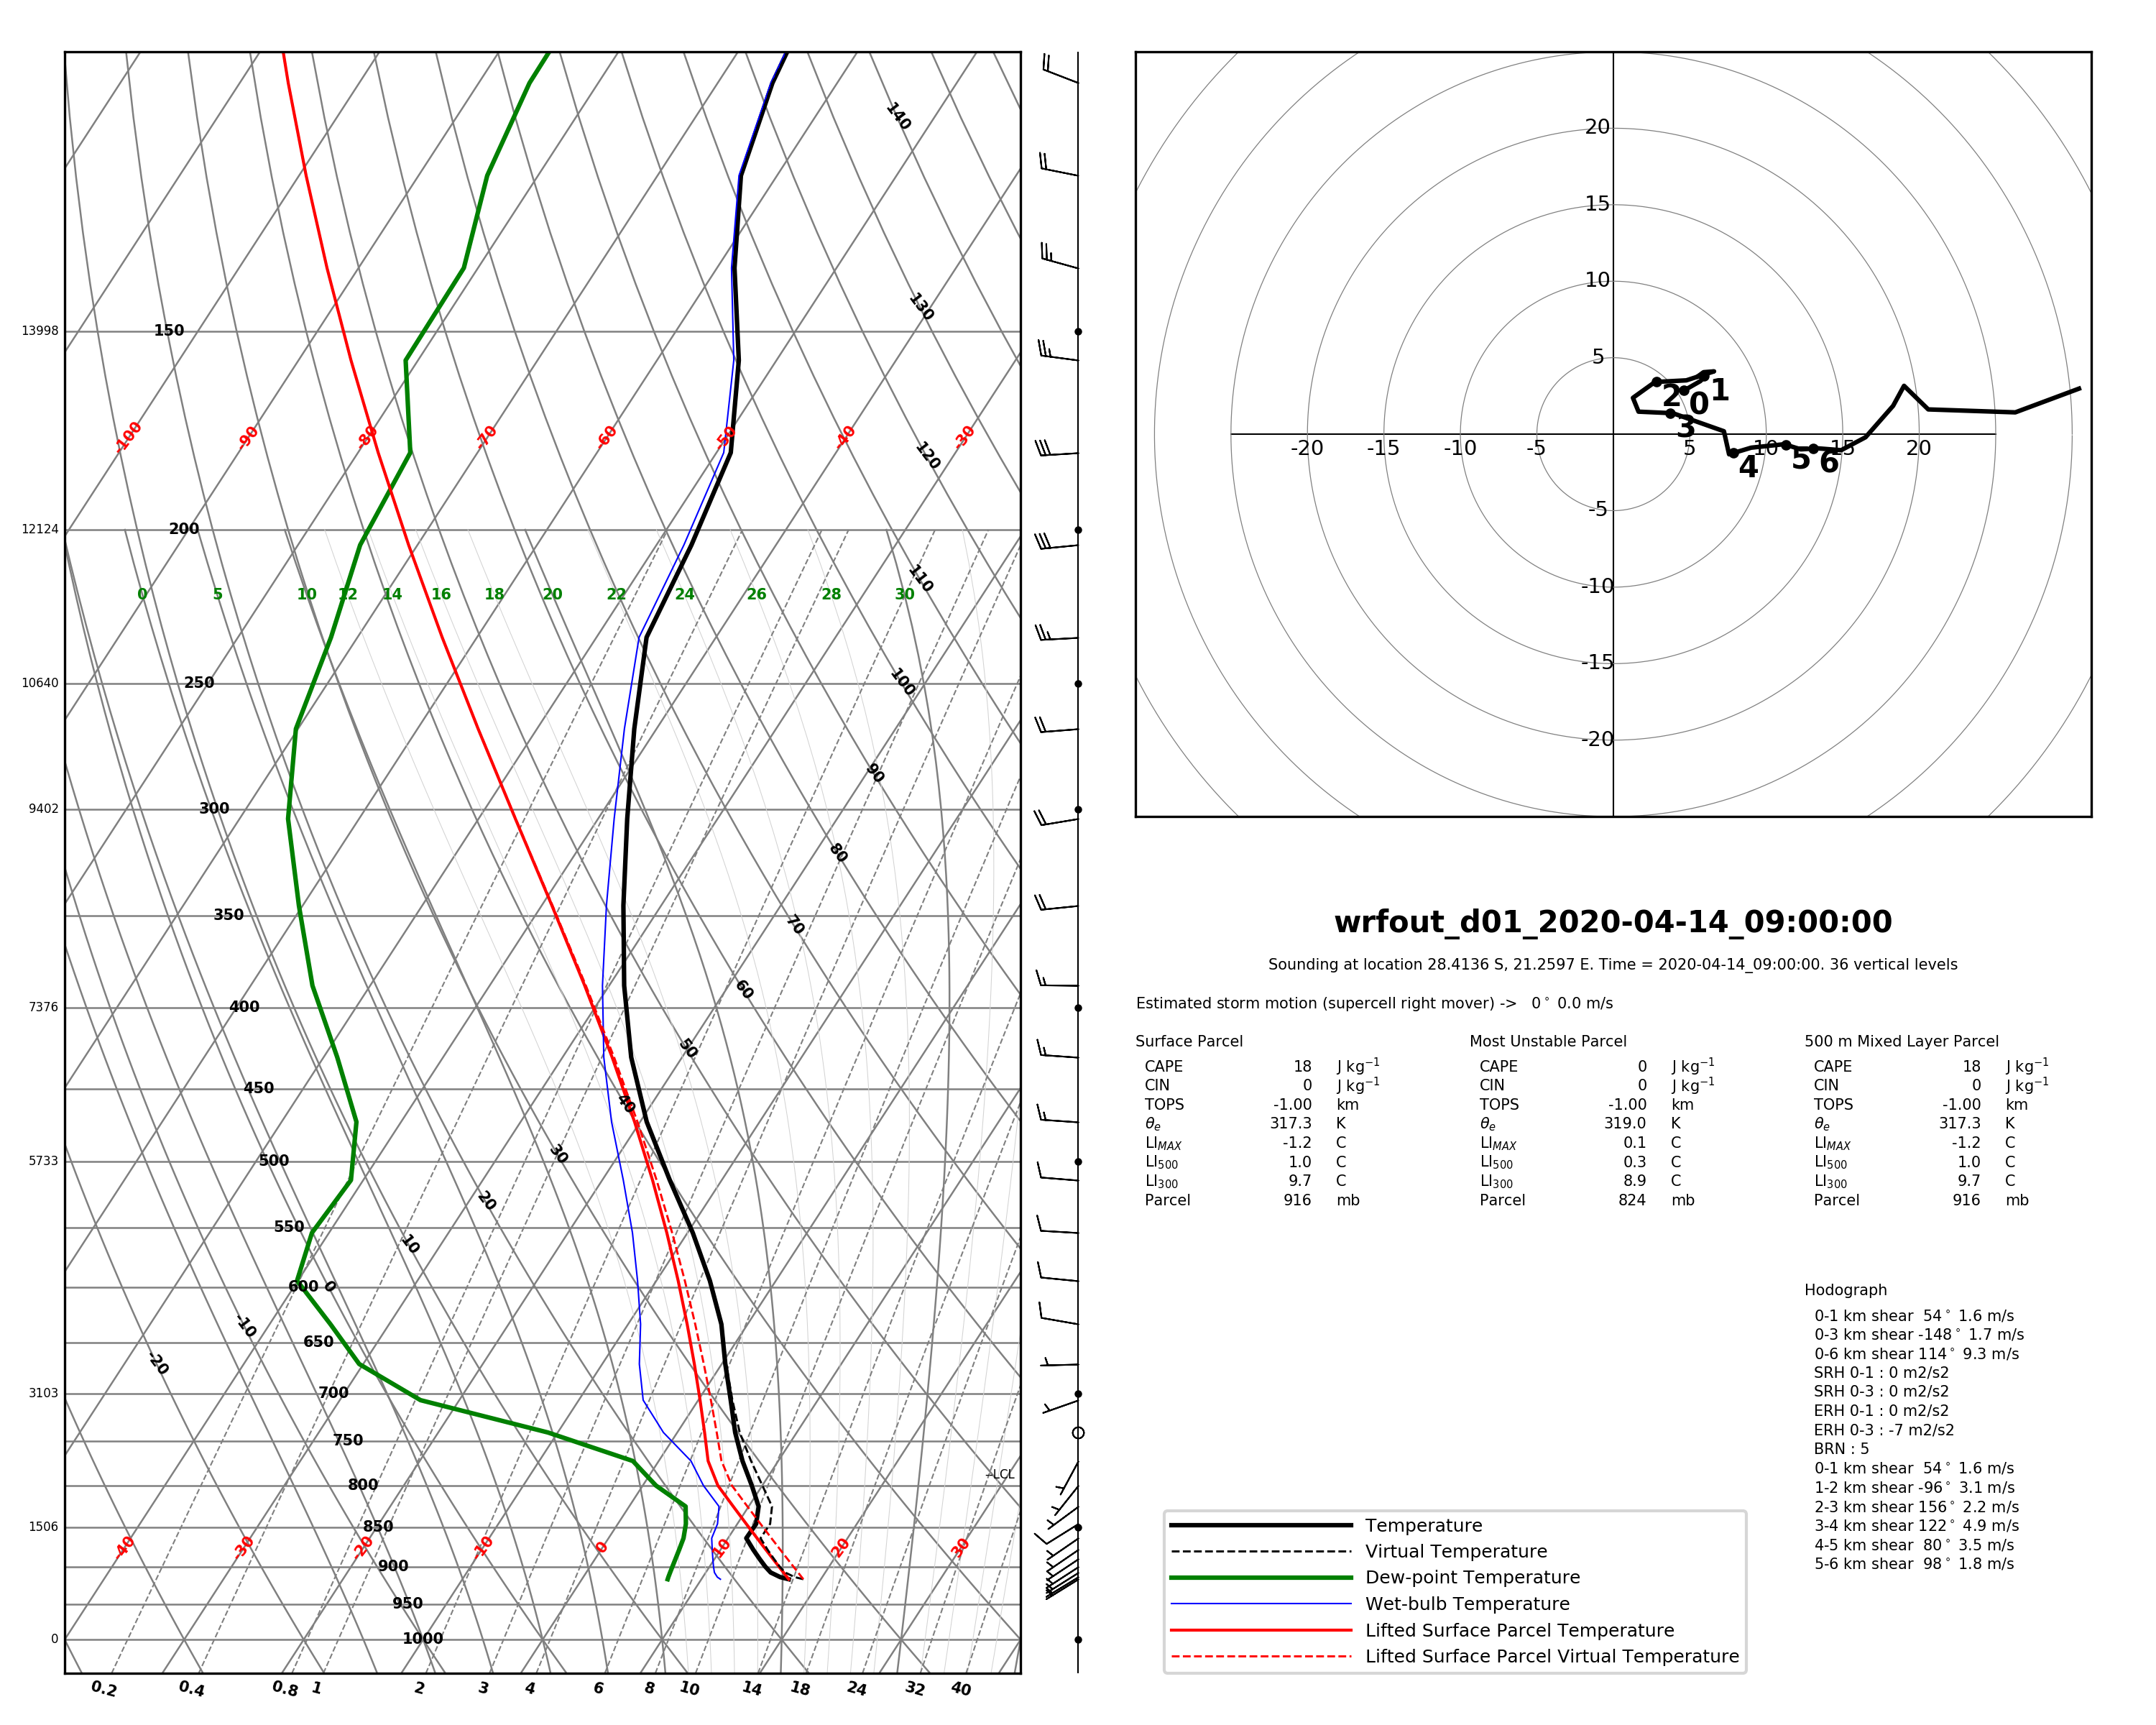 140
130
120
110
100
90
80
70
60
50
40
30
20
10
0
-10
-20
13998 150
-100 -90 -80 -70 -60 -50 -40 -30
12124 200
0 5 10 12 14 16 18 20 22 24 26 28 30
10640 250
9402 300
350
7376 400
450
5733 500
550
600
650
3103 700
750
--LCL
800
1506 850
-40 -30 -20 -10 0 10 20 30
900
950
0 1000
0.2 0.4 0.8 1 2 3 4 6 8 10 14 18 24 32 40
20
15
10
5
-20 -15 -10 -5 5 10 15 20
-5
-10
-15
-20
0 1 2 3 4 5 6
wrfout_d01_2020-04-14_09:00:00
Sounding at location 28.4136 S, 21.2597 E. Time = 2020-04-14_09:00:00. 36 vertical levels
Estimated storm motion (supercell right mover) -> 0° 0.0 m/s
Surface Parcel
CAPE 18 J kg⁻¹
CIN 0 J kg⁻¹
TOPS -1.00 km
θe 317.3 K
LIMAX -1.2 C
LI500 1.0 C
LI300 9.7 C
Parcel 916 mb
Most Unstable Parcel
CAPE 0 J kg⁻¹
CIN 0 J kg⁻¹
TOPS -1.00 km
θe 319.0 K
LIMAX 0.1 C
LI500 0.3 C
LI300 8.9 C
Parcel 824 mb
500 m Mixed Layer Parcel
CAPE 18 J kg⁻¹
CIN 0 J kg⁻¹
TOPS -1.00 km
θe 317.3 K
LIMAX -1.2 C
LI500 1.0 C
LI300 9.7 C
Parcel 916 mb
Hodograph
0-1 km shear 54° 1.6 m/s
0-3 km shear -148° 1.7 m/s
0-6 km shear 114° 9.3 m/s
SRH 0-1 : 0 m2/s2
SRH 0-3 : 0 m2/s2
ERH 0-1 : 0 m2/s2
ERH 0-3 : -7 m2/s2
BRN : 5
0-1 km shear 54° 1.6 m/s
1-2 km shear -96° 3.1 m/s
2-3 km shear 156° 2.2 m/s
3-4 km shear 122° 4.9 m/s
4-5 km shear 80° 3.5 m/s
5-6 km shear 98° 1.8 m/s
Temperature
Virtual Temperature
Dew-point Temperature
Wet-bulb Temperature
Lifted Surface Parcel Temperature
Lifted Surface Parcel Virtual Temperature